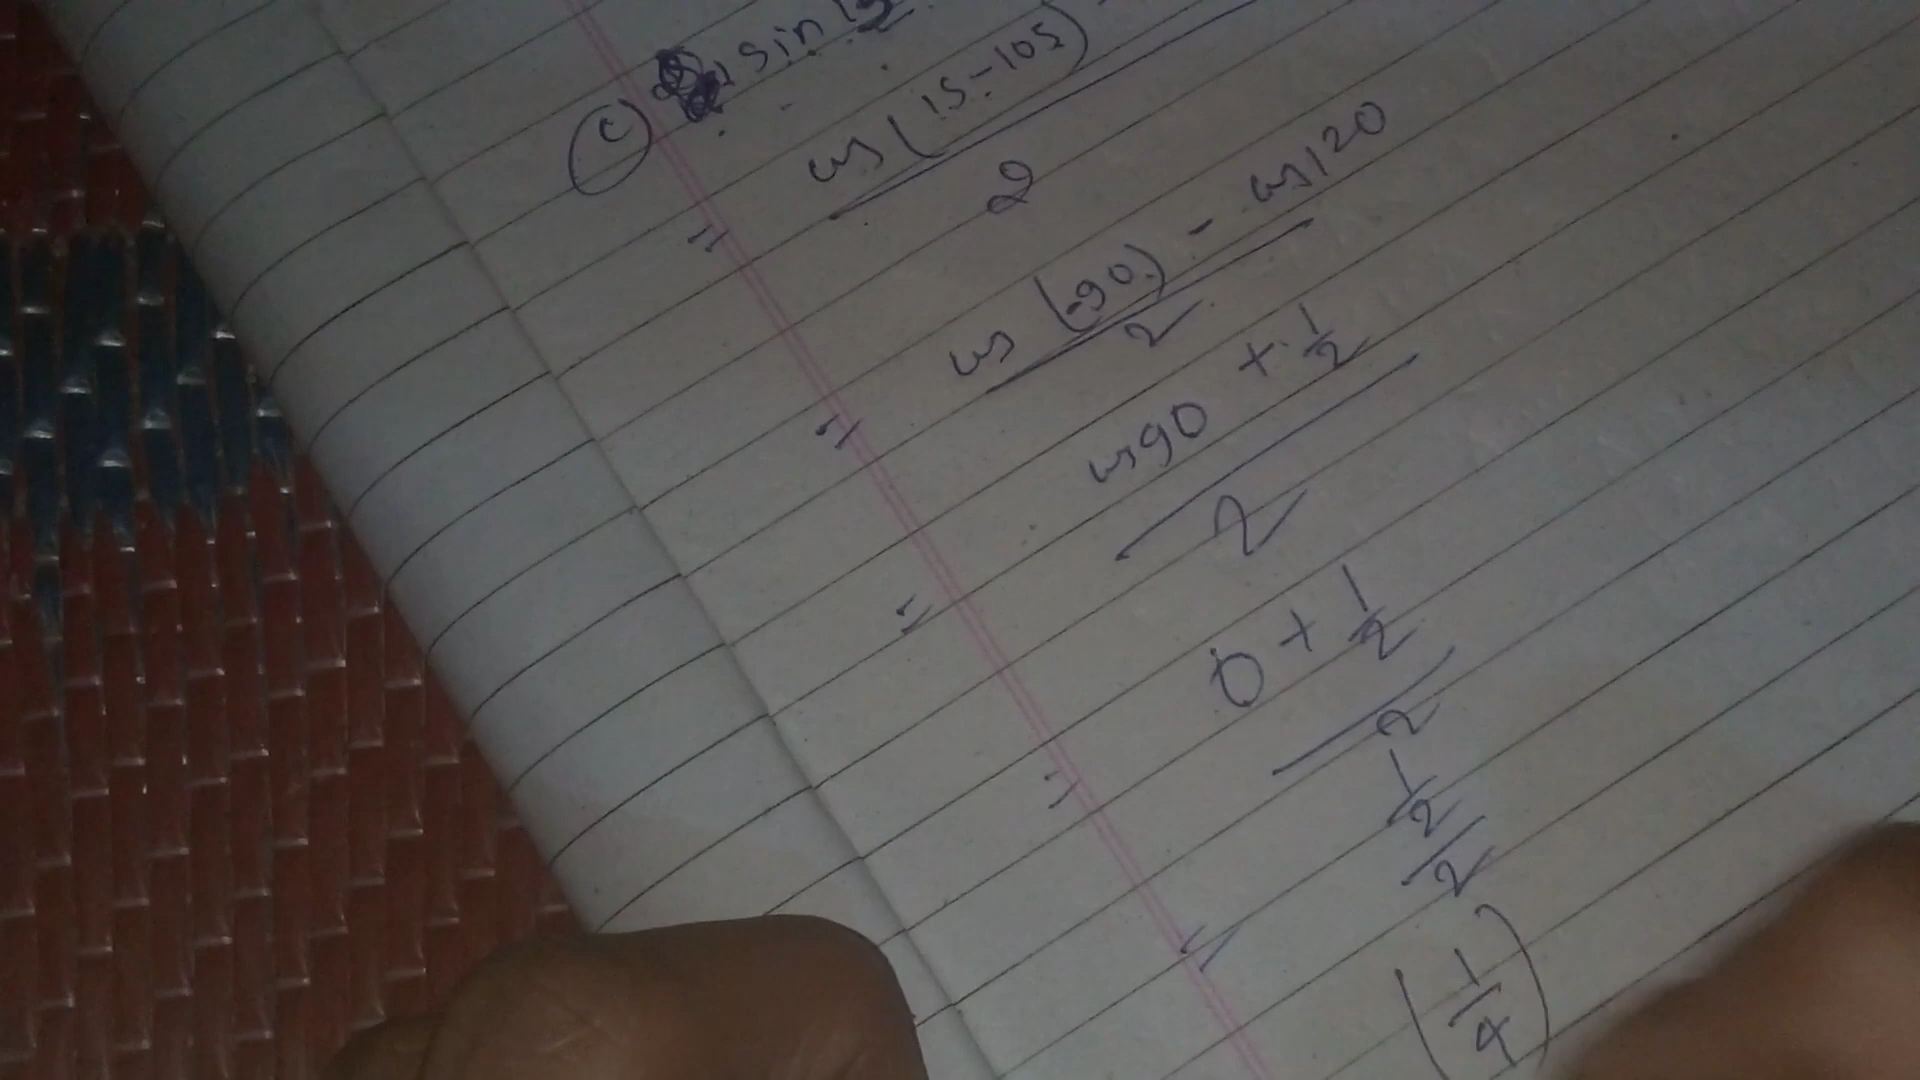 (c) sin 15
cos(15-105)
2
= cos(-90) - cos120
2
= cos90 + 1/2
2
= 0 + 1/2
2
= 1/2
2
= (1/4)